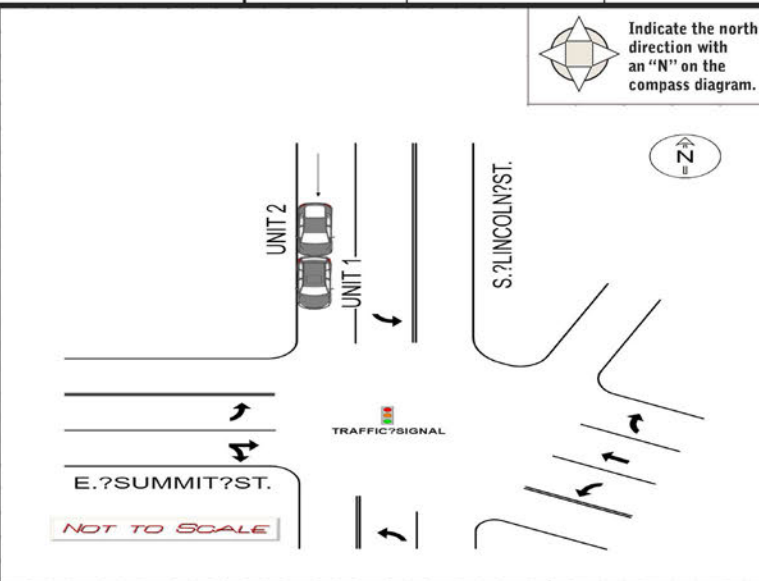 Indicate the north
direction with
an “N” on the
compass diagram.
N
UNIT 2
UNIT 1
S.?LINCOLN?ST.
TRAFFIC?SIGNAL
E.?SUMMIT?ST.
NOT TO SCALE